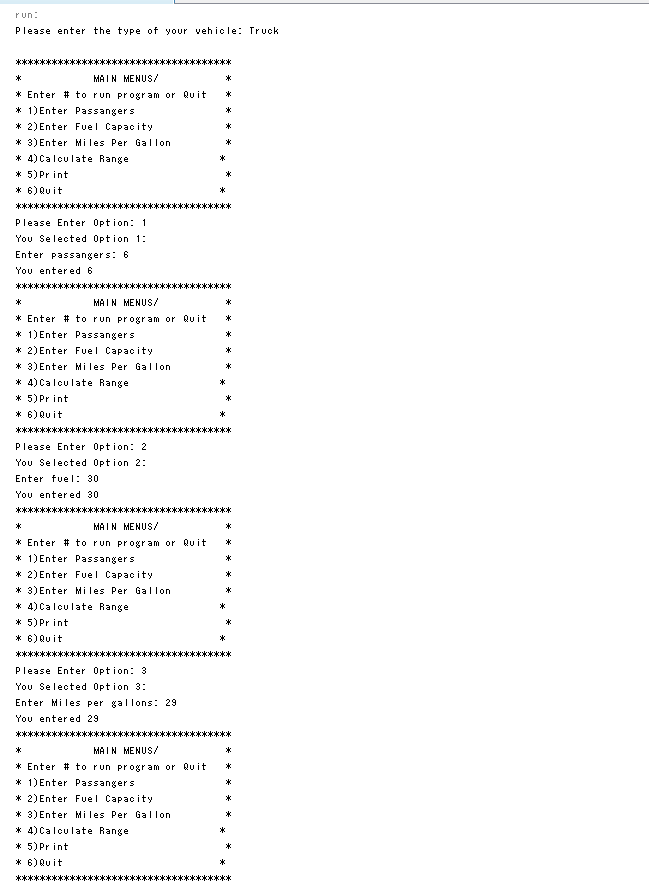 run:
Please enter the type of your vehicle: Truck
************************************
* MAIN MENUS/ *
* Enter # to run program or Quit *
* 1)Enter Passangers *
* 2)Enter Fuel Capacity *
* 3)Enter Miles Per Gallon *
* 4)Calculate Range *
* 5)Print *
* 6)Quit *
************************************
Please Enter Option: 1
You Selected Option 1:
Enter passangers: 6
You entered 6
************************************
* MAIN MENUS/ *
* Enter # to run program or Quit *
* 1)Enter Passangers *
* 2)Enter Fuel Capacity *
* 3)Enter Miles Per Gallon *
* 4)Calculate Range *
* 5)Print *
* 6)Quit *
************************************
Please Enter Option: 2
You Selected Option 2:
Enter fuel: 30
You entered 30
************************************
* MAIN MENUS/ *
* Enter # to run program or Quit *
* 1)Enter Passangers *
* 2)Enter Fuel Capacity *
* 3)Enter Miles Per Gallon *
* 4)Calculate Range *
* 5)Print *
* 6)Quit *
************************************
Please Enter Option: 3
You Selected Option 3:
Enter Miles per gallons: 29
You entered 29
************************************
* MAIN MENUS/ *
* Enter # to run program or Quit *
* 1)Enter Passangers *
* 2)Enter Fuel Capacity *
* 3)Enter Miles Per Gallon *
* 4)Calculate Range *
* 5)Print *
* 6)Quit *
************************************